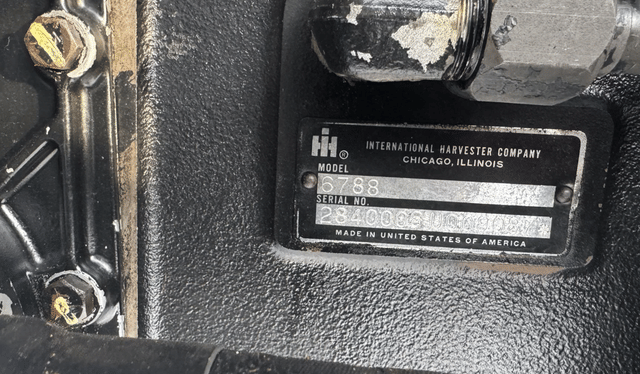 IH®
INTERNATIONAL HARVESTER COMPANY
CHICAGO, ILLINOIS
MODEL
6788
SERIAL NO.
MADE IN UNITED STATES OF AMERICA